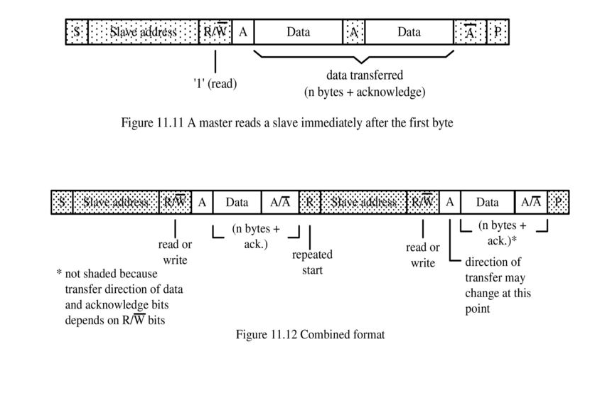 S Slave address R/W̅ A Data A Data A̅ P
'1' (read)
data transferred
(n bytes + acknowledge)
Figure 11.11 A master reads a slave immediately after the first byte
S Slave address R/W̅ A Data A/A̅ R Slave address R/W̅ A Data A/A̅ P
read or
write
(n bytes +
ack.)
repeated
start
read or
write
(n bytes +
ack.)*
direction of
transfer may
change at this
point
* not shaded because
transfer direction of data
and acknowledge bits
depends on R/W̅ bits
Figure 11.12 Combined format